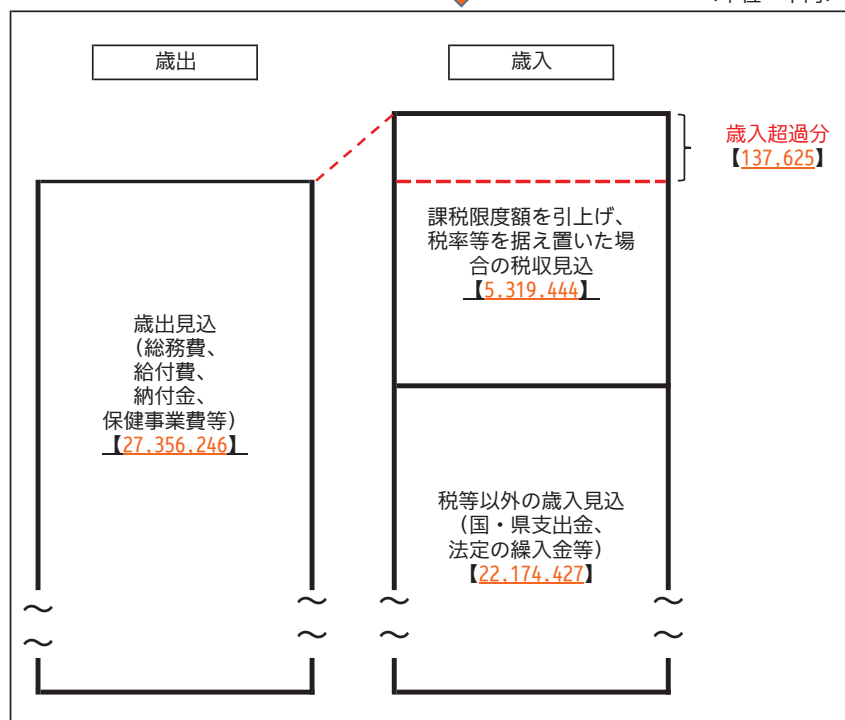 歳出
歳入
歳入超過分
【137,625】
課税限度額を引上げ、
税率等を据え置いた場
合の税収見込
【5,319,444】
歳出見込
(総務費、
給付費、
納付金、
保健事業費等)
【27,356,246】
税等以外の歳入見込
(国・県支出金、
法定の繰入金等)
【22,174,427】